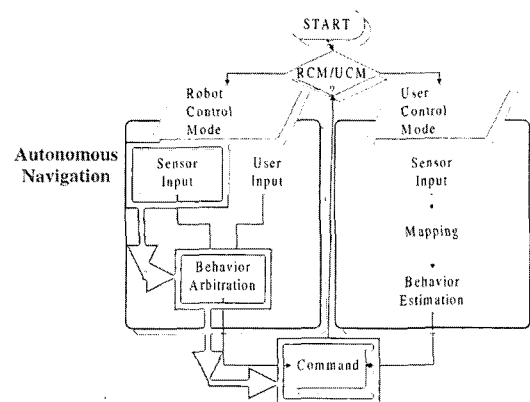 START
RCM/UCM
?
Robot
Control
Mode
User
Control
Mode
Autonomous
Navigation
Sensor
Input
User
Input
Sensor
Input
Mapping
Behavior
Arbitration
Behavior
Estimation
Command